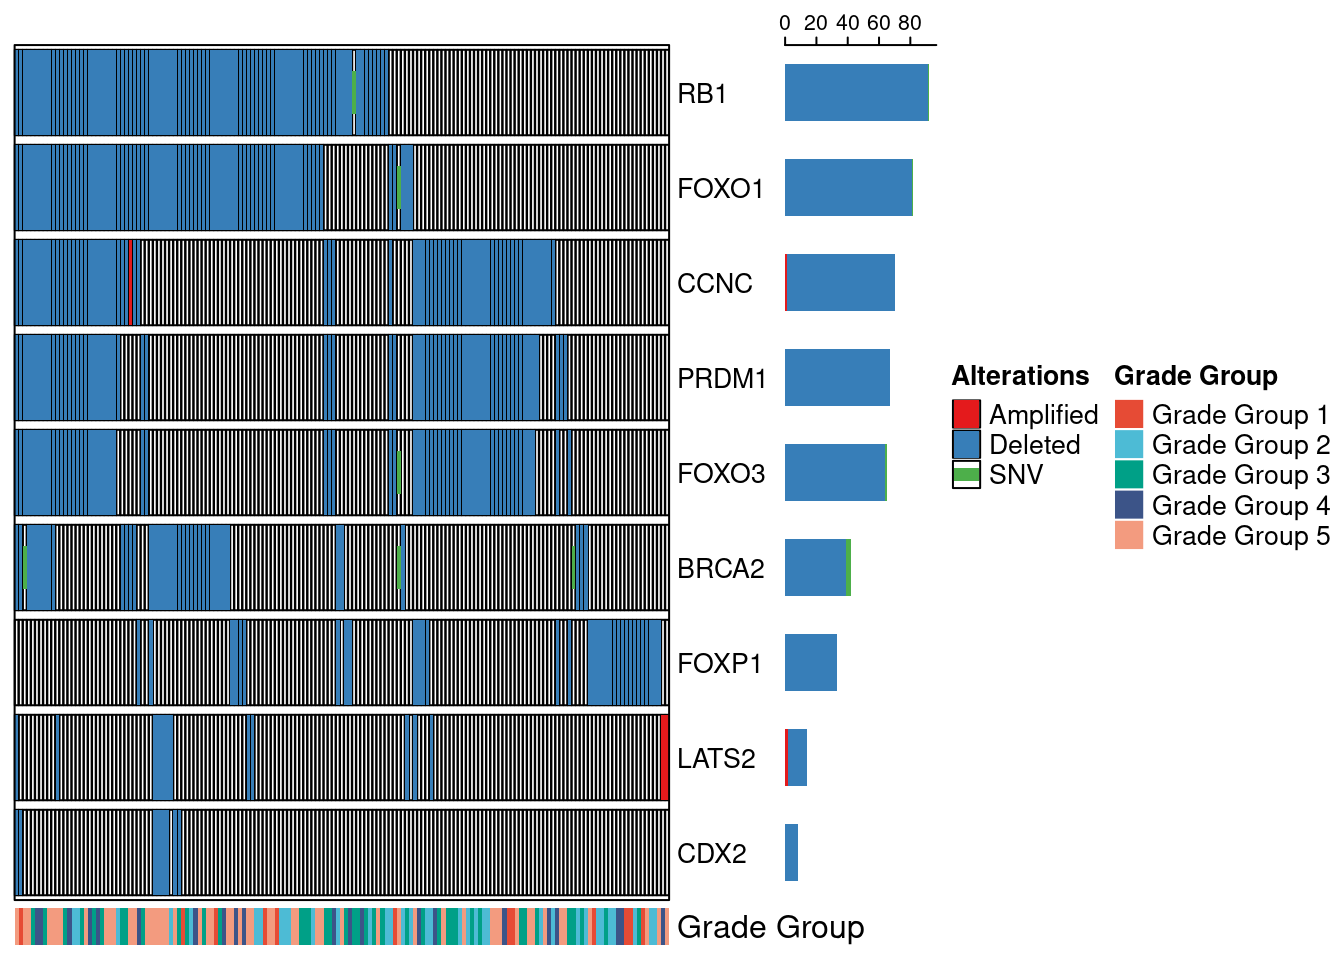 0 20 40 60 80
RB1
FOXO1
CCNC
PRDM1
FOXO3
BRCA2
FOXP1
LATS2
CDX2
Grade Group
Alterations
Amplified
Deleted
SNV
Grade Group
Grade Group 1
Grade Group 2
Grade Group 3
Grade Group 4
Grade Group 5